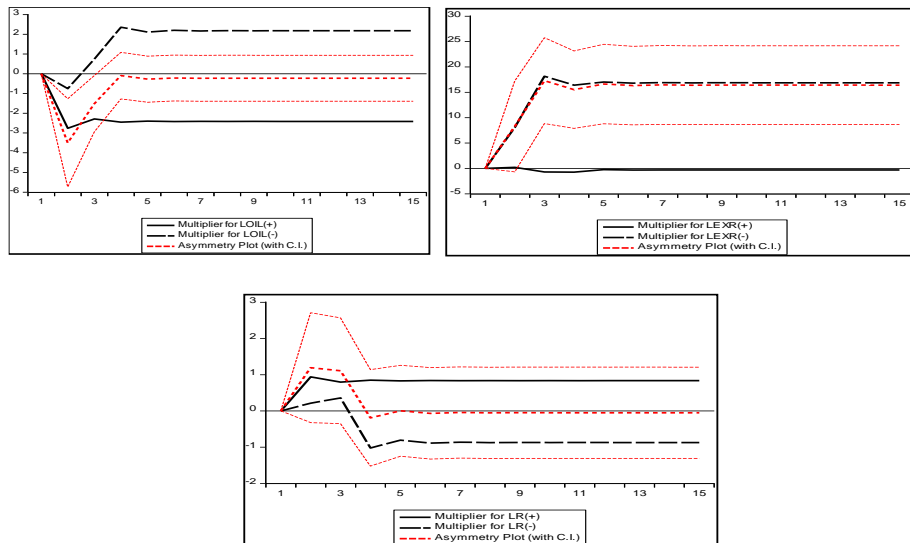 3
2
1
0
-1
-2
-3
-4
-5
-6
1 3 5 7 9 11 13 15
Multiplier for LOIL(+)
Multiplier for LOIL(-)
Asymmetry Plot (with C.I.)
30
25
20
15
10
5
0
-5
1 3 5 7 9 11 13 15
Multiplier for LEXR(+)
Multiplier for LEXR(-)
Asymmetry Plot (with C.I.)
3
2
1
0
-1
-2
1 3 5 7 9 11 13 15
Multiplier for LR(+)
Multiplier for LR(-)
Asymmetry Plot (with C.I.)